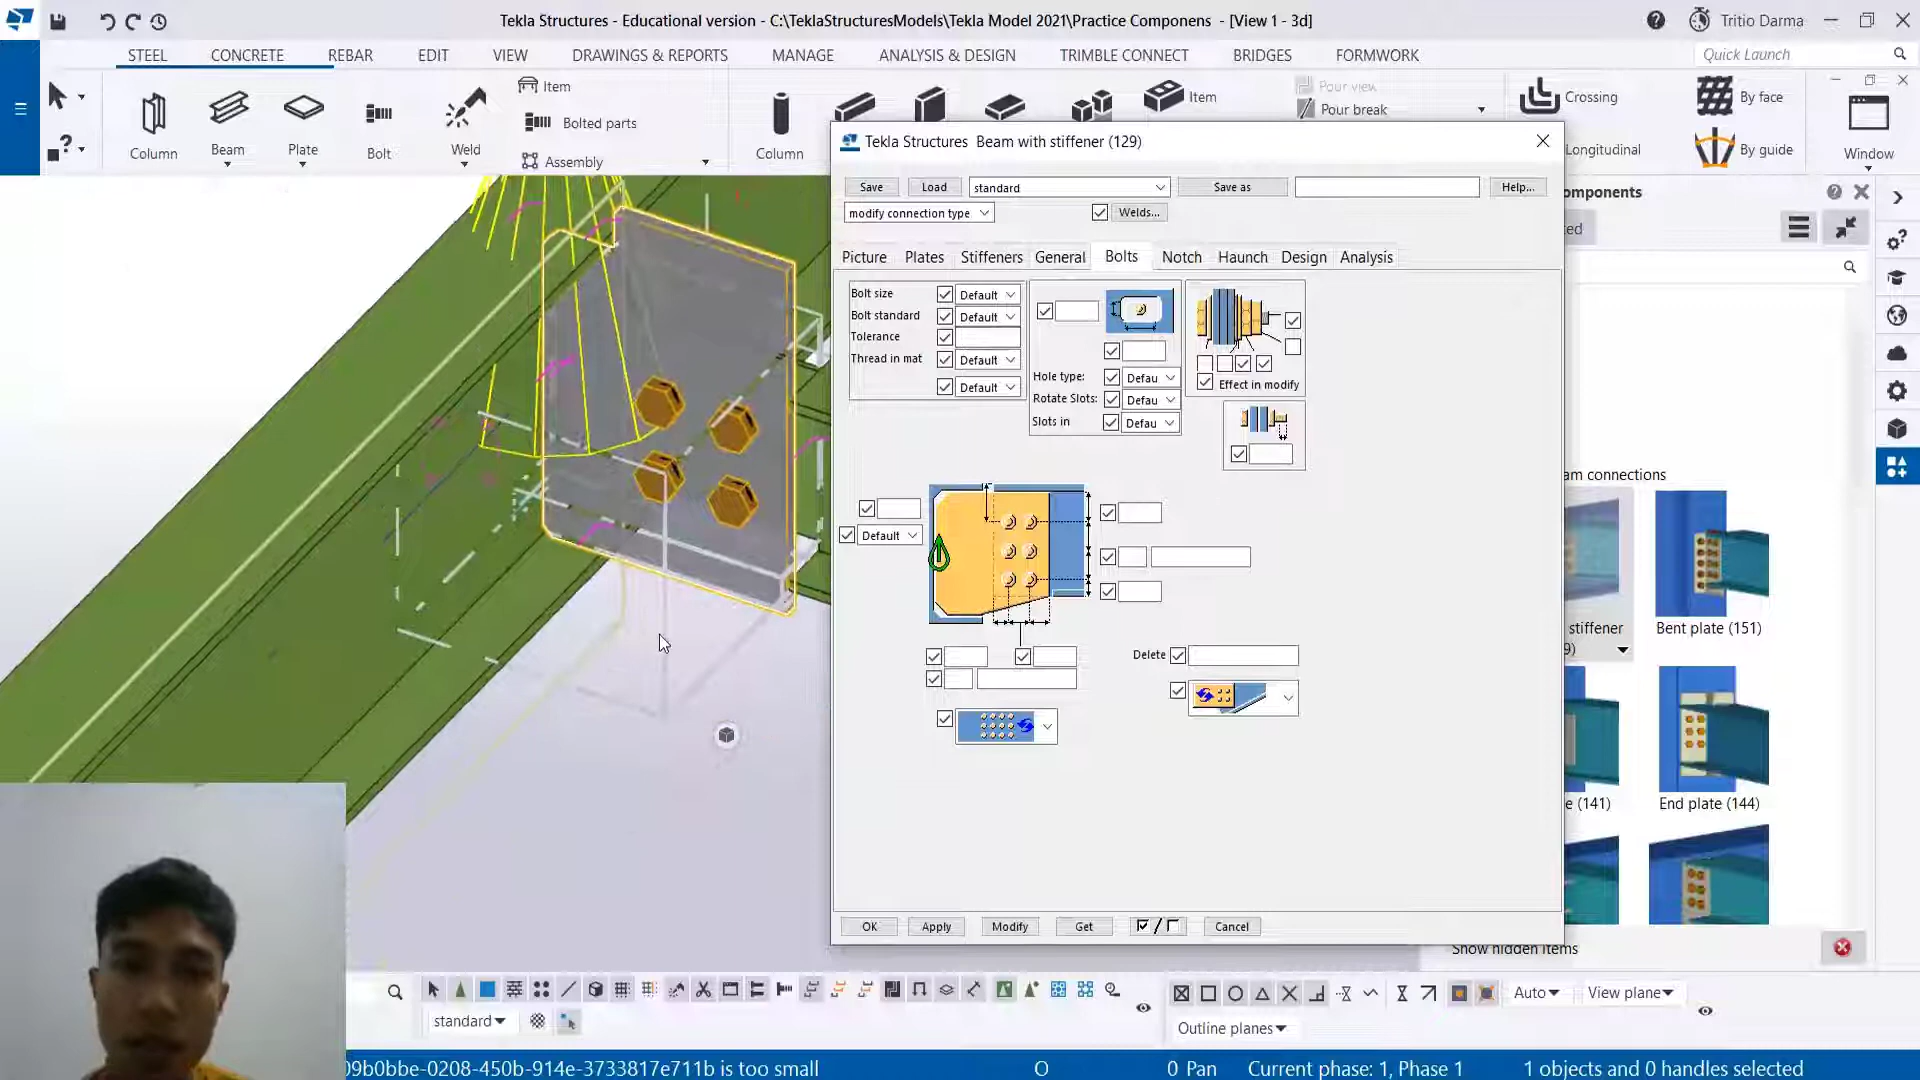 Tekla Structures - Educational version - C:\TeklaStructuresModels\Tekla Model 2021\Practice Componens - [View 1 - 3d]
Tritio Darma
STEEL CONCRETE REBAR EDIT VIEW DRAWINGS & REPORTS MANAGE ANALYSIS & DESIGN TRIMBLE CONNECT BRIDGES FORMWORK
Quick Launch
Item
Bolted parts
Assembly
Column Beam Plate Bolt Weld
Column
Item
Pour view
Pour break
Crossing
Longitudinal
By face
By guide
Window
Tekla Structures Beam with stiffener (129)
Save Load standard Save as Help...
modify connection type Welds...
Picture Plates Stiffeners General Bolts Notch Haunch Design Analysis
Bolt size Default
Bolt standard Default
Tolerance
Thread in mat Default
Default
Hole type: Defau
Rotate Slots: Defau
Slots in Defau
Effect in modify
Default
Delete
OK Apply Modify Get Cancel
omponents
ed
am connections
stiffener
9)
Bent plate (151)
e (141)
End plate (144)
Show hidden items
standard
Auto
View plane
Outline planes
09b0bbe-0208-450b-914e-3733817e711b is too small
O
0 Pan
Current phase: 1, Phase 1
1 objects and 0 handles selected